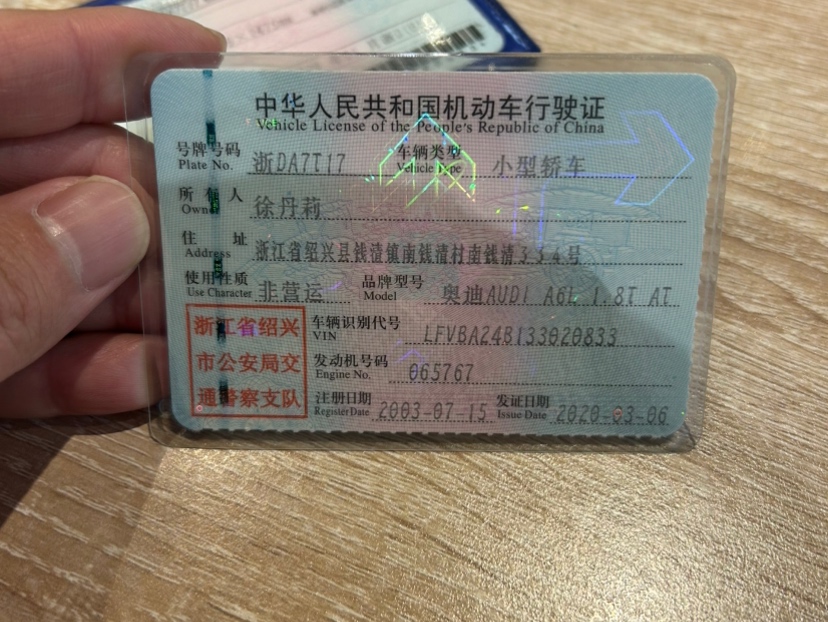 中华人民共和国机动车行驶证
Vehicle License of the People's Republic of China
号牌号码 Plate No. 浙DA7T17 车辆类型 Vehicle Type 小型轿车
所有人 Owner 徐丹莉
住址 Address 浙江省绍兴县钱清镇南钱清村南钱清334号
使用性质 Use Character 非营运 品牌型号 Model 奥迪AUDI A6L 1.8T AT
浙江省绍兴 车辆识别代号 VIN LFVBA24B133020833
市公安局交 发动机号码 Engine No. 065767
通警察支队 注册日期 Register Date 2003-07-15 发证日期 Issue Date 2020-03-06